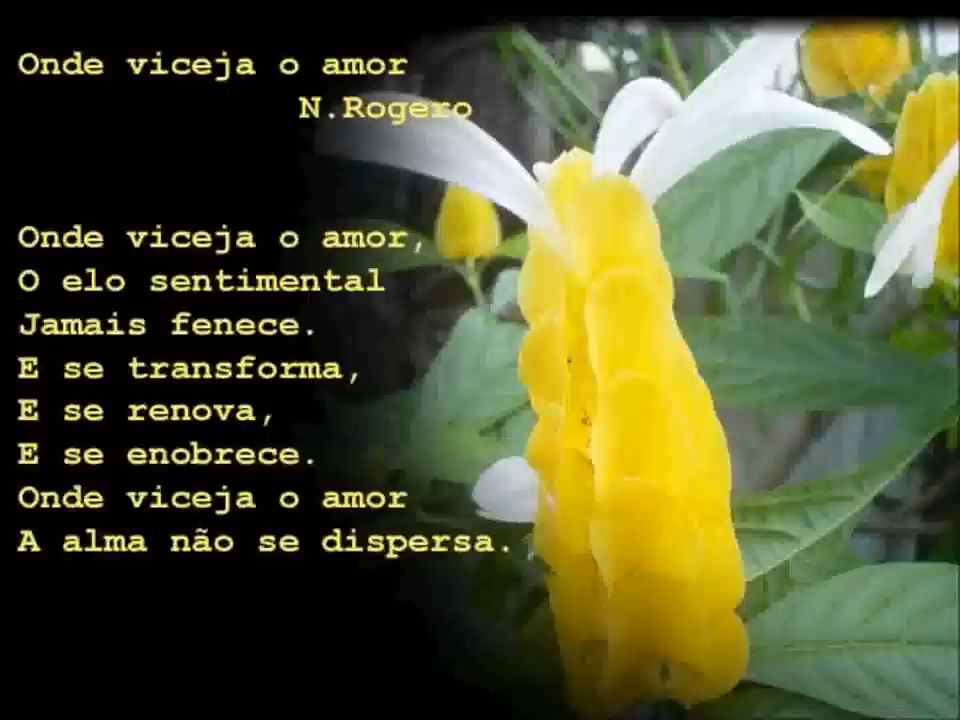 Onde viceja o amor
N.Rogero
Onde viceja o amor,
O elo sentimental
Jamais fenece.
E se transforma,
E se renova,
E se enobrece.
Onde viceja o amor
A alma não se dispersa.